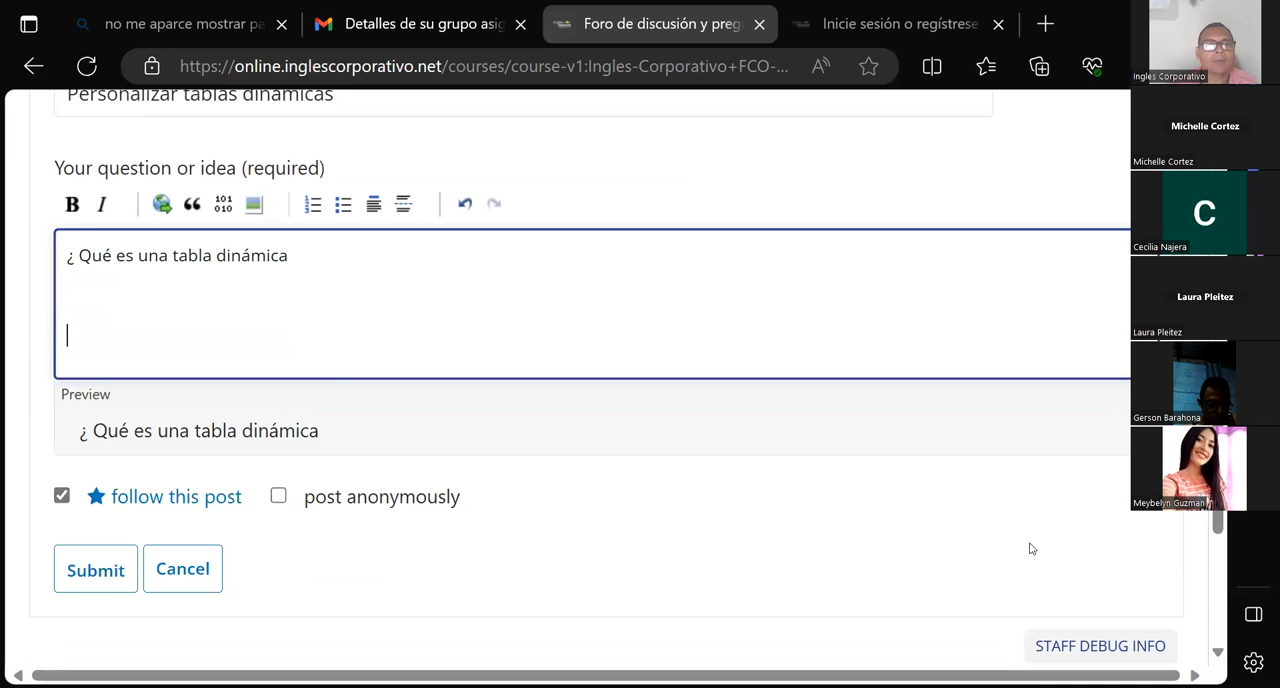 no me aparce mostrar pa
Detalles de su grupo asig
Foro de discusión y preg
Inicie sesión o regístrese
https://online.inglescorporativo.net/courses/course-v1:Ingles-Corporativo+FCO-...
Ingles Corporativo
Personalizar tablas dinámicas
Michelle Cortez
Michelle Cortez
Your question or idea (required)
B I
101
010
C
Cecilia Najera
¿ Qué es una tabla dinámica
Laura Pleitez
Laura Pleitez
Preview
¿ Qué es una tabla dinámica
Gerson Barahona
follow this post
post anonymously
Meybelyn Guzman
Submit
Cancel
STAFF DEBUG INFO